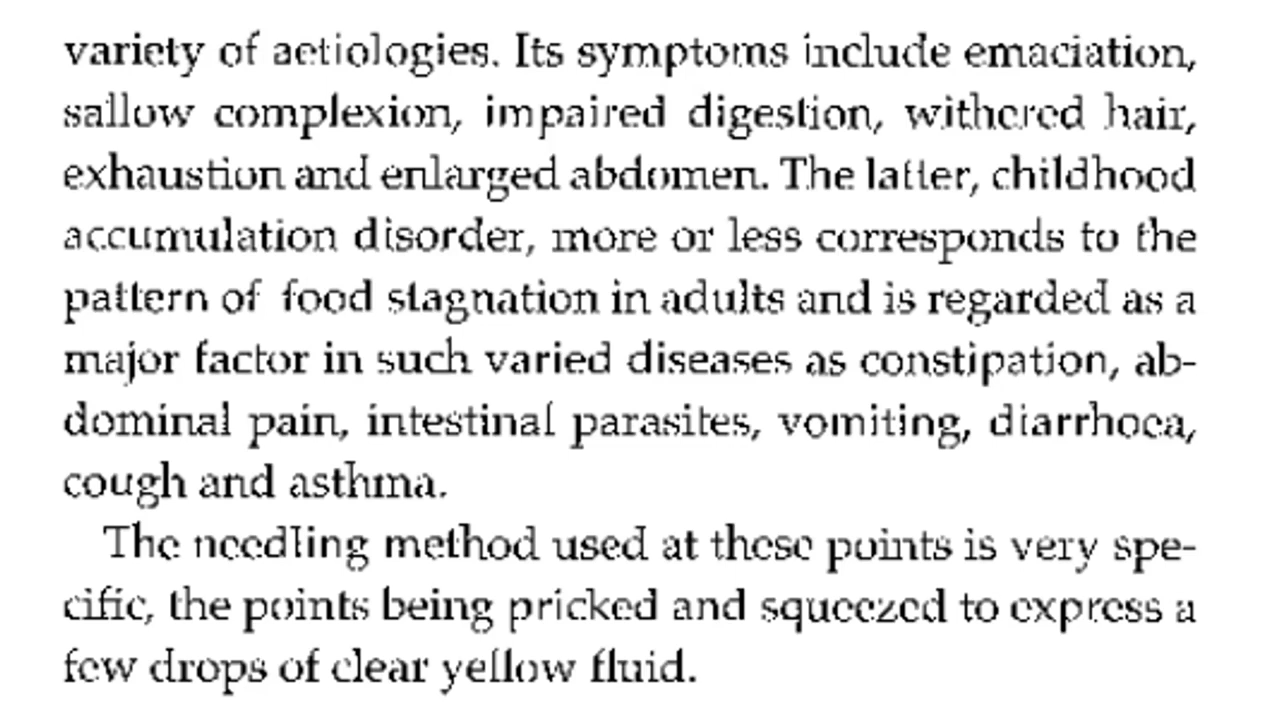 variety of aetiologies. Its symptoms include emaciation,
sallow complexion, impaired digestion, withered hair,
exhaustion and enlarged abdomen. The latter, childhood
accumulation disorder, more or less corresponds to the
pattern of food stagnation in adults and is regarded as a
major factor in such varied diseases as constipation, ab-
dominal pain, intestinal parasites, vomiting, diarrhoea,
cough and asthma.
The needling method used at these points is very spe-
cific, the points being pricked and squeezed to express a
few drops of clear yellow fluid.